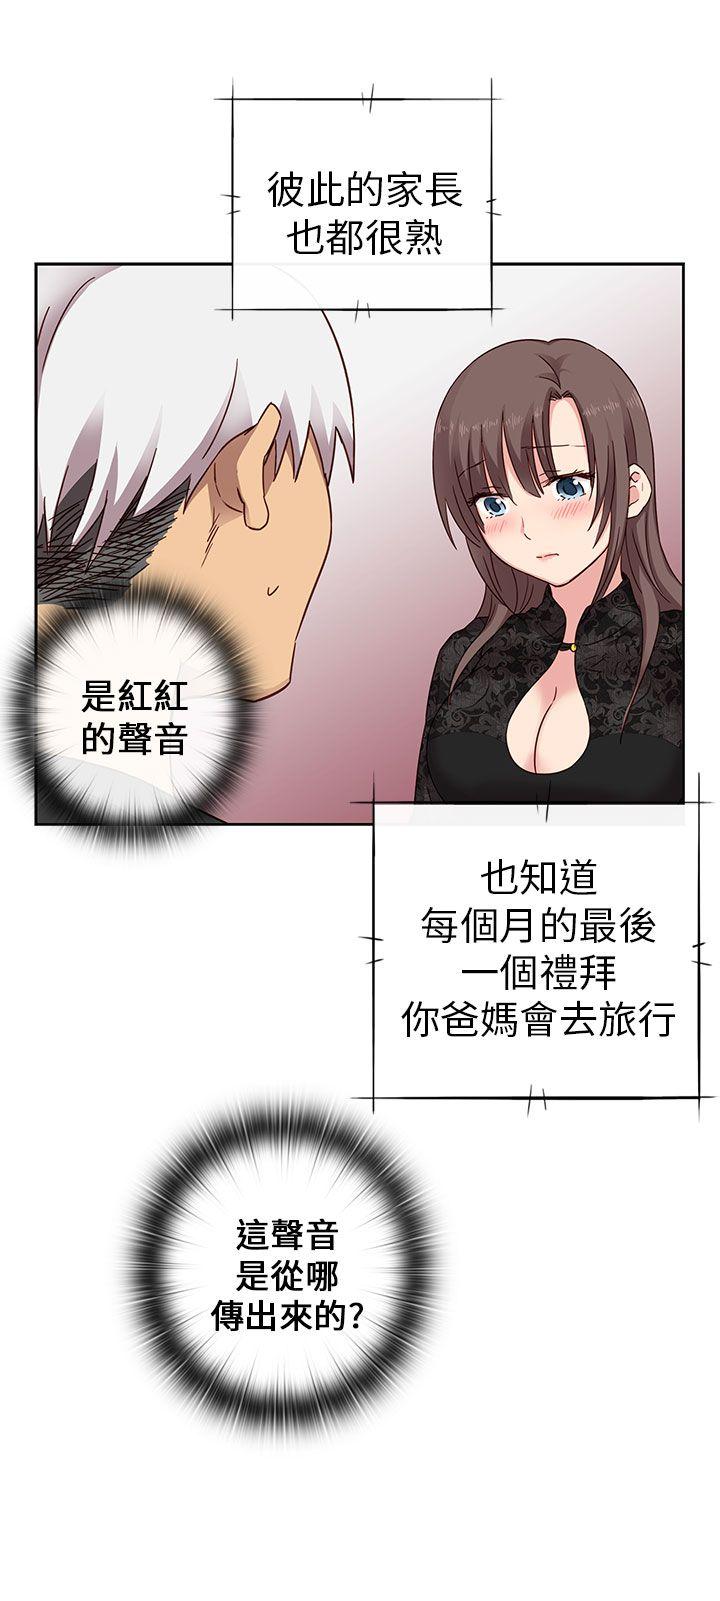 彼此的家長
也都很熟
是紅紅
的聲音
也知道
每個月的最後
一個禮拜
你爸媽會去旅行
這聲音
是從哪
傳出來的?